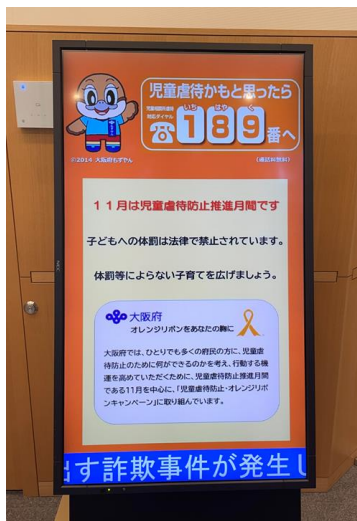 児童虐待かもと思ったら
児童相談所虐待
対応ダイヤル
いち はや く
189番へ
©2014 大阪府もずやん
(通話料無料)
11月は児童虐待防止推進月間です
子どもへの体罰は法律で禁止されています。
体罰等によらない子育てを広げましょう。
大阪府
オレンジリボンをあなたの胸に
大阪府では、ひとりでも多くの府民の方に、児童虐
待防止のために何ができるのかを考え、行動する機
運を高めていただくために、児童虐待防止推進月間
である11月を中心に、「児童虐待防止・オレンジリボ
ンキャンペーン」に取り組んでいます。
出す詐欺事件が発生し
NEC